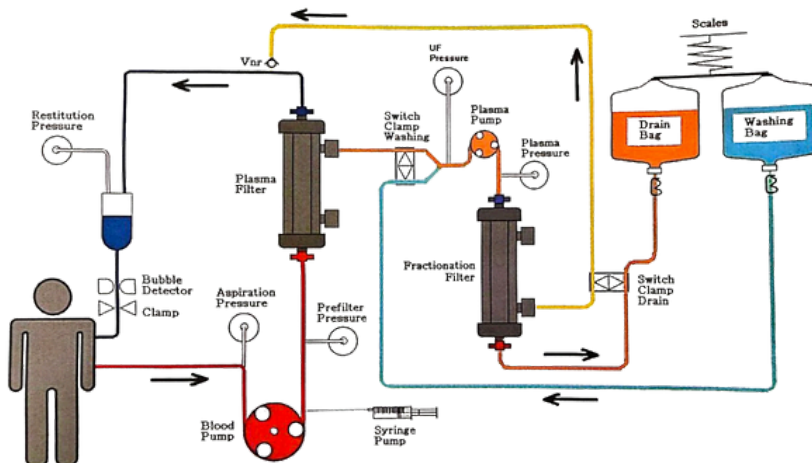 Scales
Vnr
UF
Pressure
Plasma
Pump
Switch
Clamp
Washing
Drain
Bag
Washing
Bag
Restitution
Pressure
Plasma
Pressure
Plasma
Filter
Fractionation
Filter
Bubble
Detector
Clamp
Aspiration
Pressure
Prefilter
Pressure
Switch
Clamp
Drain
Blood
Pump
Syringe
Pump